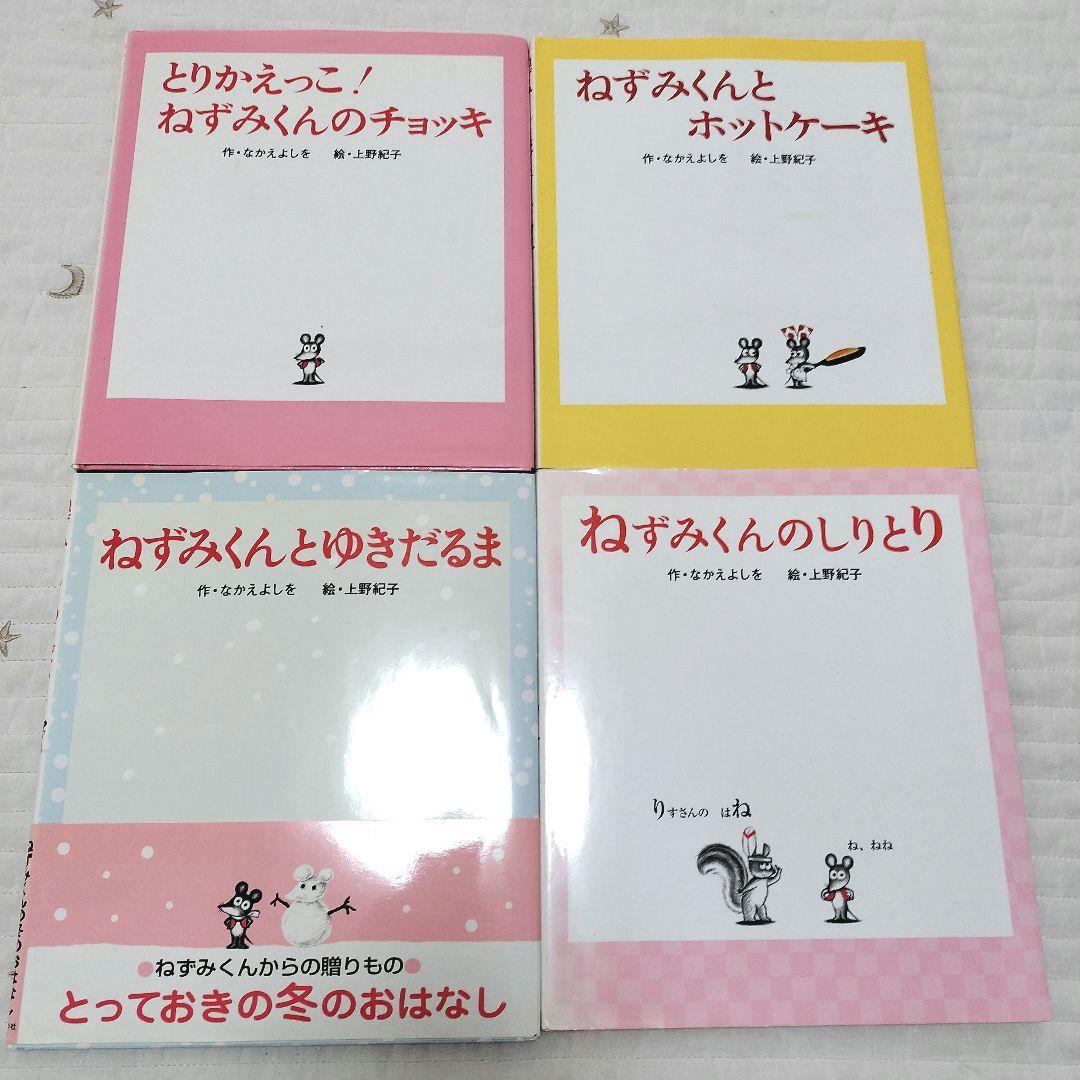 とりかえっこ！
ねずみくんのチョッキ
作・なかえよしを 絵・上野紀子
ねずみくんと
ホットケーキ
作・なかえよしを 絵・上野紀子
ねずみくんとゆきだるま
作・なかえよしを 絵・上野紀子
●ねずみくんからの贈りもの●
とっておきの冬のおはなし
ねずみくんのしりとり
作・なかえよしを 絵・上野紀子
りすさんの はね
ね、ねね